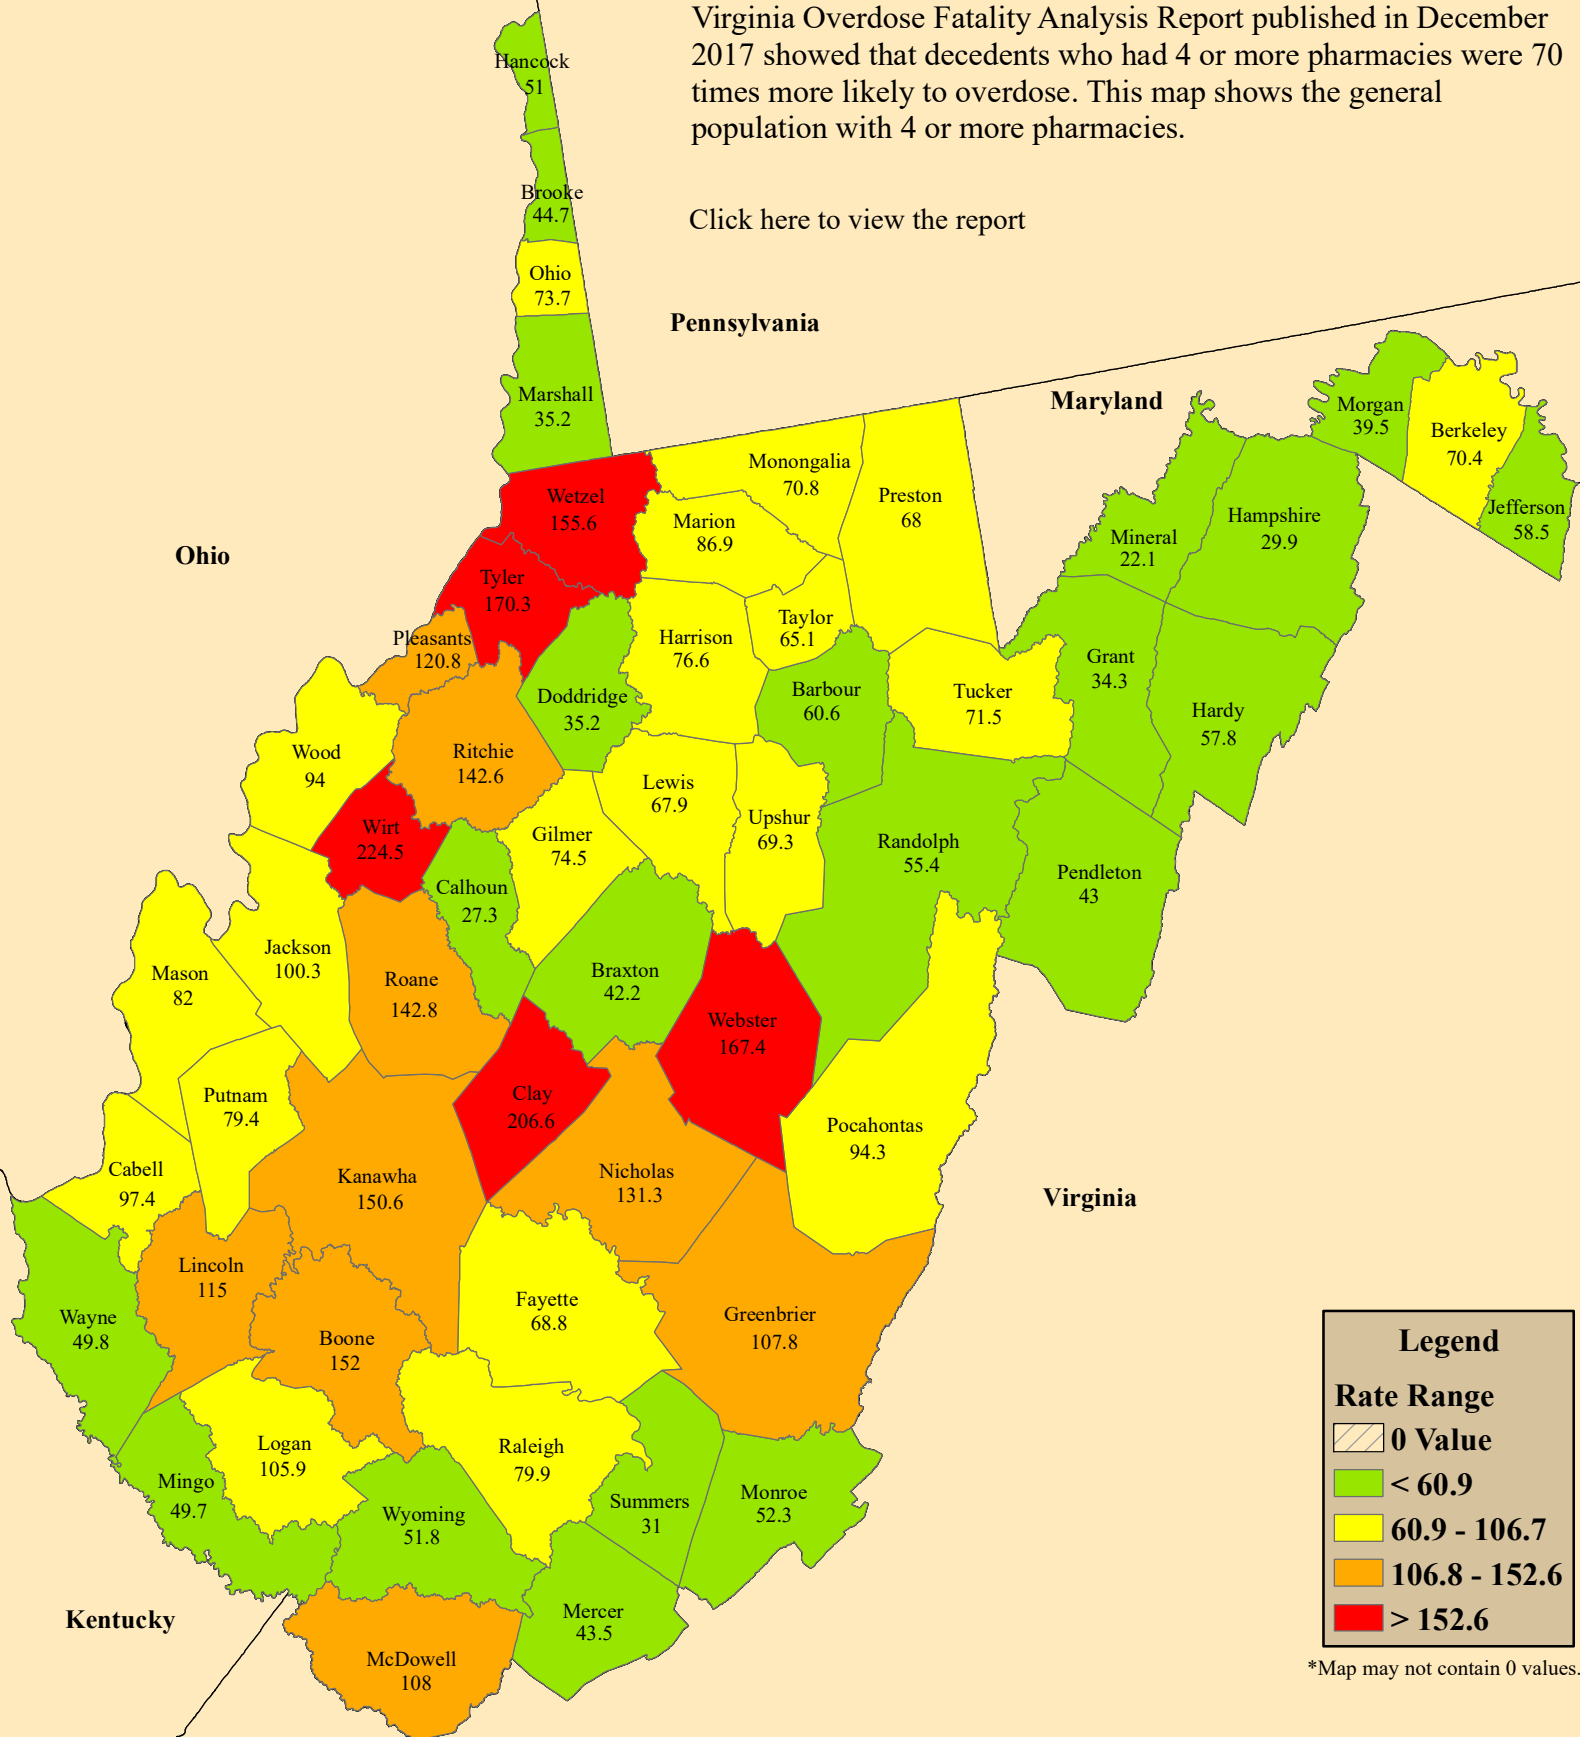 Virginia Overdose Fatality Analysis Report published in December
2017 showed that decedents who had 4 or more pharmacies were 70
times more likely to overdose. This map shows the general
population with 4 or more pharmacies.
Click here to view the report
Hancock
51
Brooke
44.7
Ohio
73.7
Pennsylvania
Marshall
35.2
Maryland
Morgan
39.5
Berkeley
70.4
Jefferson
58.5
Wetzel
155.6
Monongalia
70.8
Preston
68
Marion
86.9
Mineral
22.1
Hampshire
29.9
Ohio
Tyler
170.3
Pleasants
120.8
Harrison
76.6
Taylor
65.1
Doddridge
35.2
Barbour
60.6
Tucker
71.5
Grant
34.3
Hardy
57.8
Wood
94
Ritchie
142.6
Lewis
67.9
Upshur
69.3
Wirt
224.5
Gilmer
74.5
Randolph
55.4
Pendleton
43
Calhoun
27.3
Jackson
100.3
Mason
82
Roane
142.8
Braxton
42.2
Webster
167.4
Putnam
79.4
Clay
206.6
Pocahontas
94.3
Cabell
97.4
Kanawha
150.6
Nicholas
131.3
Virginia
Lincoln
115
Wayne
49.8
Boone
152
Fayette
68.8
Greenbrier
107.8
Logan
105.9
Raleigh
79.9
Mingo
49.7
Wyoming
51.8
Summers
31
Monroe
52.3
Kentucky
Mercer
43.5
McDowell
108
Legend
Rate Range
0 Value
< 60.9
60.9 - 106.7
106.8 - 152.6
> 152.6
*Map may not contain 0 values.